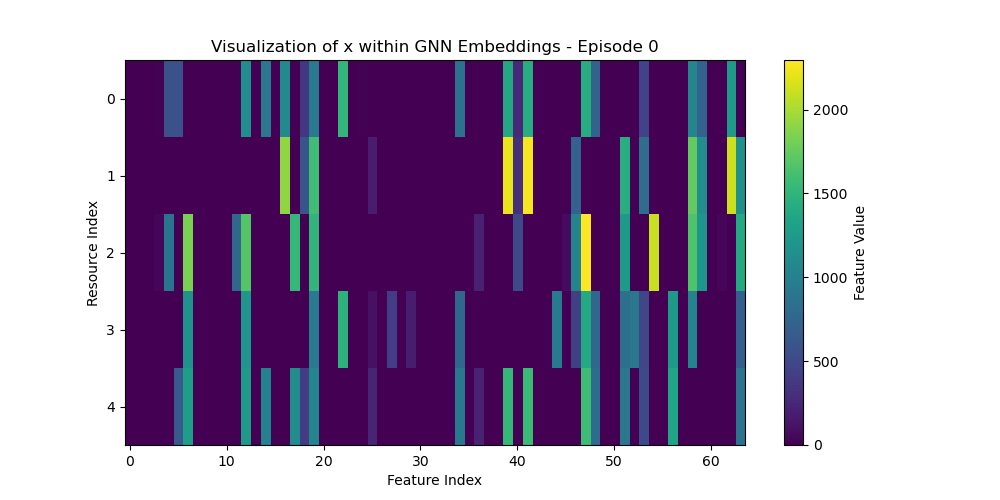 Visualization of x within GNN Embeddings - Episode 0
Resource Index
0
1
2
3
4
0 10 20 30 40 50 60
Feature Index
2000
1500
1000
500
0
Feature Value